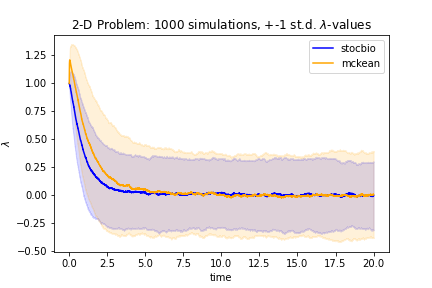 2-D Problem: 1000 simulations, +-1 st.d. λ-values
stocbio
mckean
1.25
1.00
0.75
0.50
0.25
0.00
−0.25
−0.50
λ
0.0 2.5 5.0 7.5 10.0 12.5 15.0 17.5 20.0
time